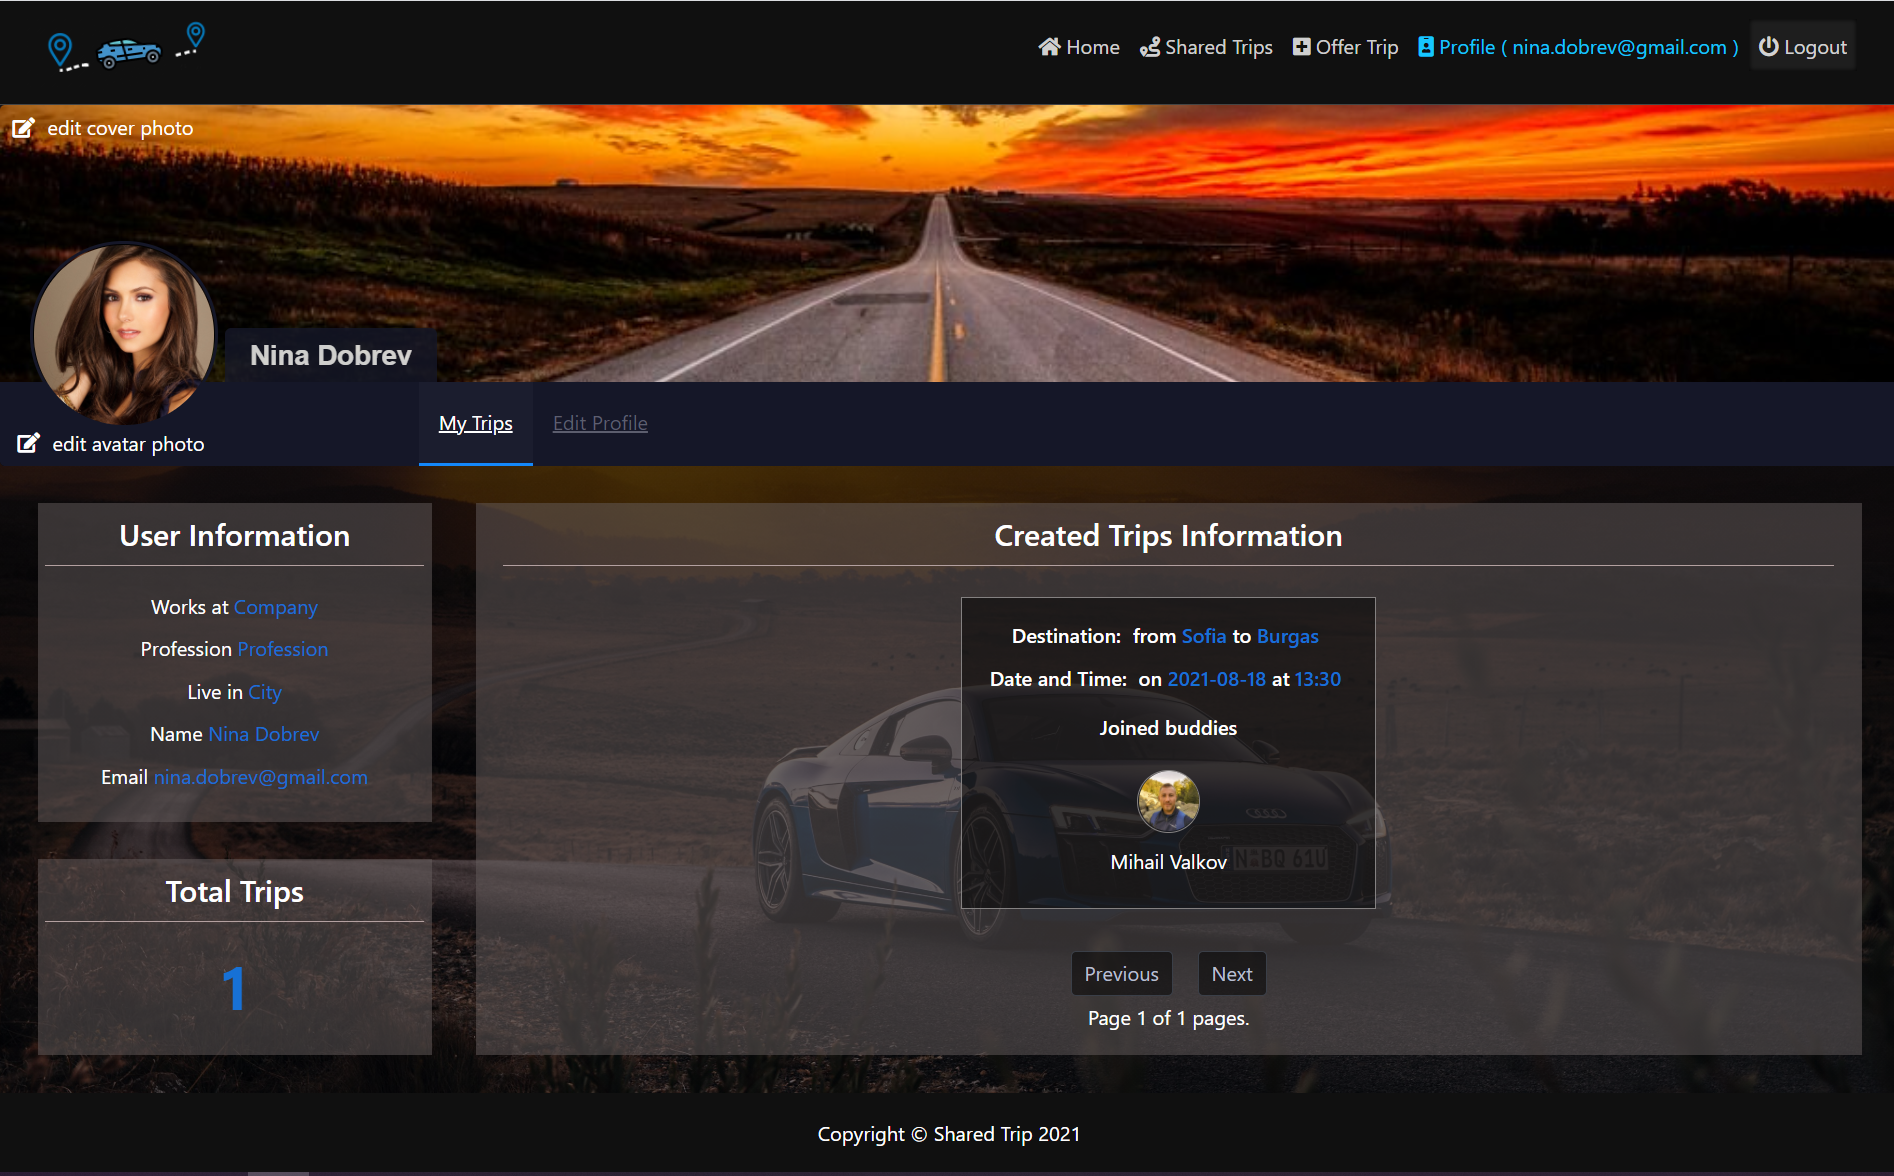 Home Shared Trips Offer Trip Profile ( nina.dobrev@gmail.com ) Logout
edit cover photo
Nina Dobrev
My Trips Edit Profile
edit avatar photo
User Information
Works at Company
Profession Profession
Live in City
Name Nina Dobrev
Email nina.dobrev@gmail.com
Total Trips
1
Created Trips Information
Destination: from Sofia to Burgas
Date and Time: on 2021-08-18 at 13:30
Joined buddies
Mihail Valkov
Previous Next
Page 1 of 1 pages.
Copyright © Shared Trip 2021